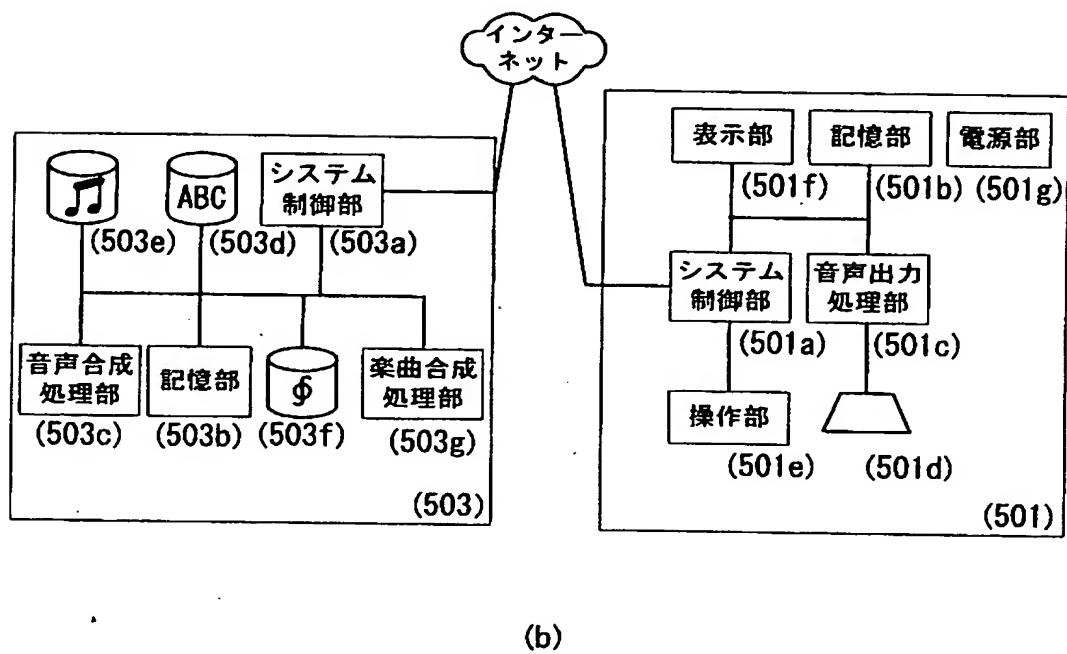 インター
ネット
ABC
システム
制御部
(503e)
(503d)
(503a)
音声合成
処理部
記憶部
∮
楽曲合成
処理部
(503c)
(503b)
(503f)
(503g)
(503)
表示部
記憶部
電源部
(501f)
(501b)
(501g)
システム
制御部
音声出力
処理部
(501a)
(501c)
操作部
(501e)
(501d)
(501)
(b)